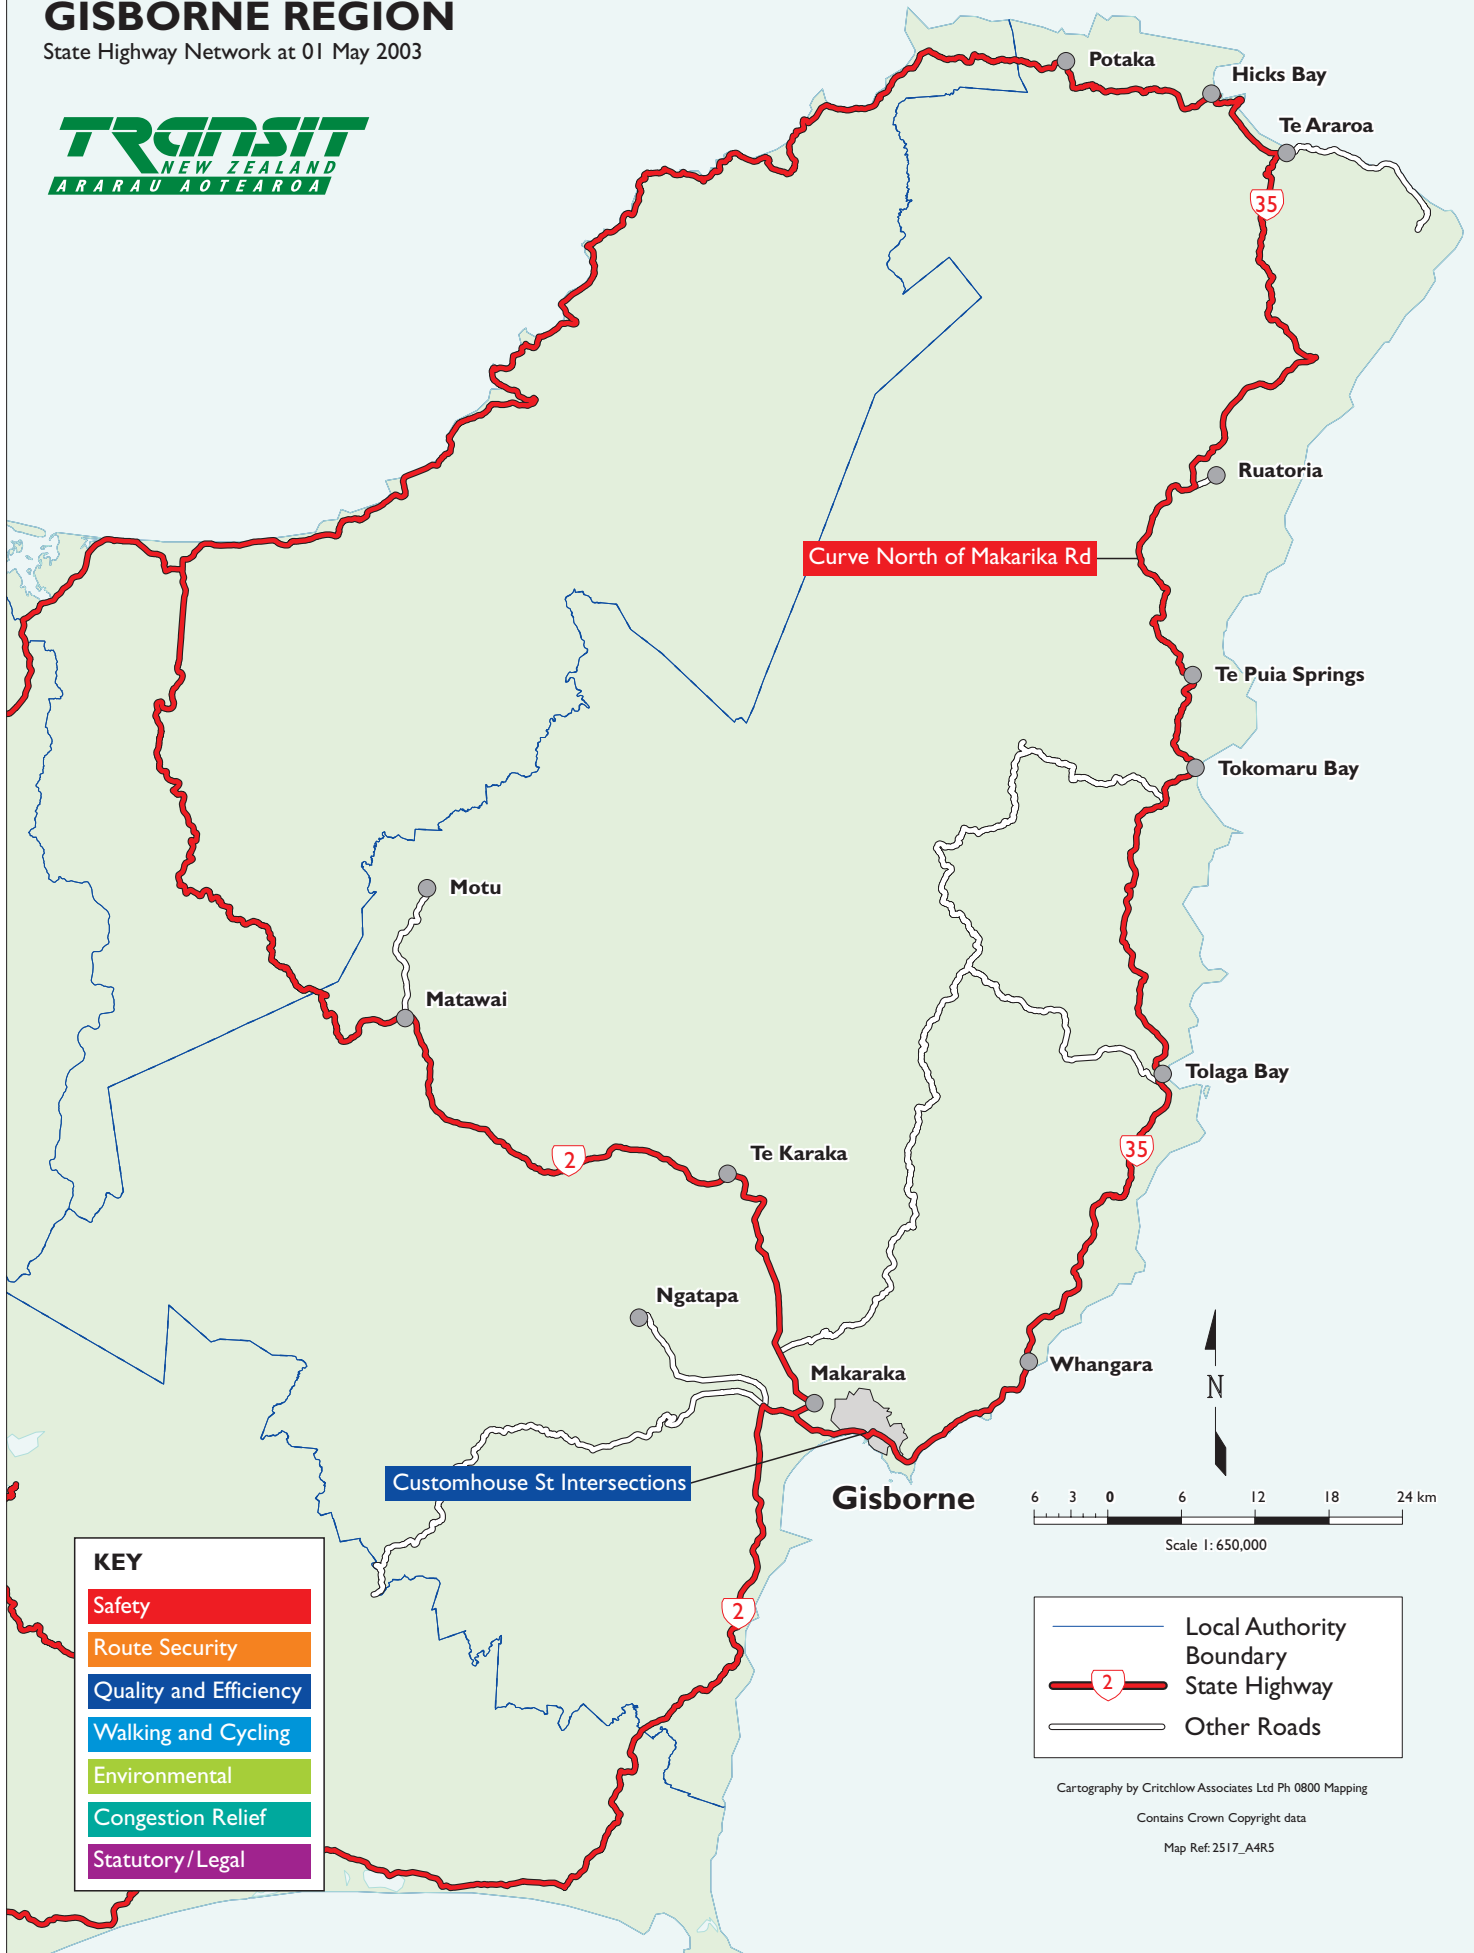 GISBORNE REGION
State Highway Network at 01 May 2003
TRANSIT
NEW ZEALAND
ARARAU AOTEAROA
Potaka
Hicks Bay
Te Araroa
35
Ruatoria
Curve North of Makarika Rd
Te Puia Springs
Tokomaru Bay
Motu
Matawai
Tolaga Bay
35
2
Te Karaka
Ngatapa
Makaraka
Whangara
N
Customhouse St Intersections
Gisborne
6 3 0 6 12 18 24 km
Scale 1: 650,000
2
KEY
Safety
Route Security
Quality and Efficiency
Walking and Cycling
Environmental
Congestion Relief
Statutory/Legal
Local Authority
Boundary
2 State Highway
Other Roads
Cartography by Critchlow Associates Ltd Ph 0800 Mapping
Contains Crown Copyright data
Map Ref: 2517_A4R5